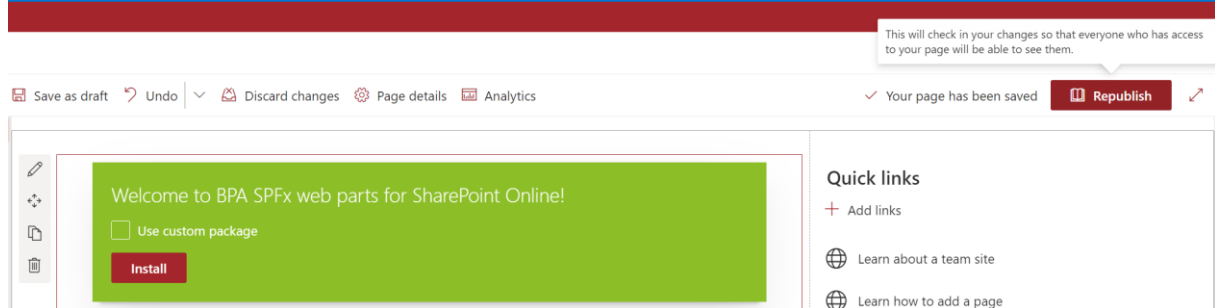 This will check in your changes so that everyone who has access
to your page will be able to see them.
Save as draft
Undo
Discard changes
Page details
Analytics
Your page has been saved
Republish
Welcome to BPA SPFx web parts for SharePoint Online!
Use custom package
Install
Quick links
Add links
Learn about a team site
Learn how to add a page